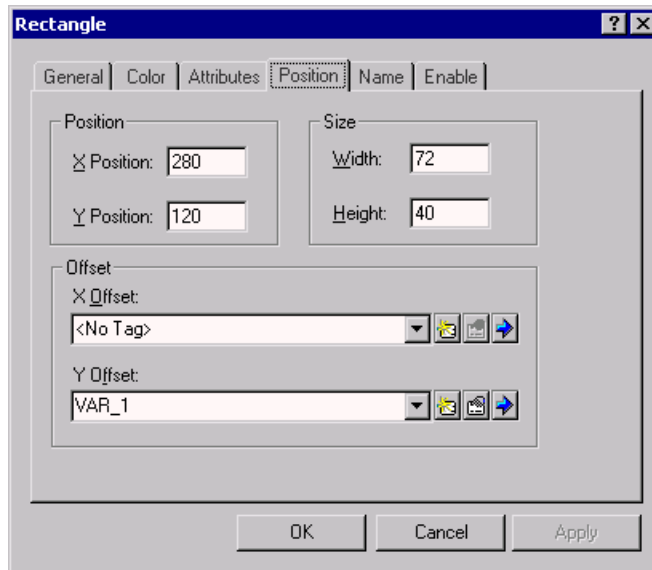 Rectangle
General Color Attributes Position Name Enable
Position
X Position: 280
Y Position: 120
Size
Width: 72
Height: 40
Offset
X Offset:
<No Tag>
Y Offset:
VAR_1
OK Cancel Apply